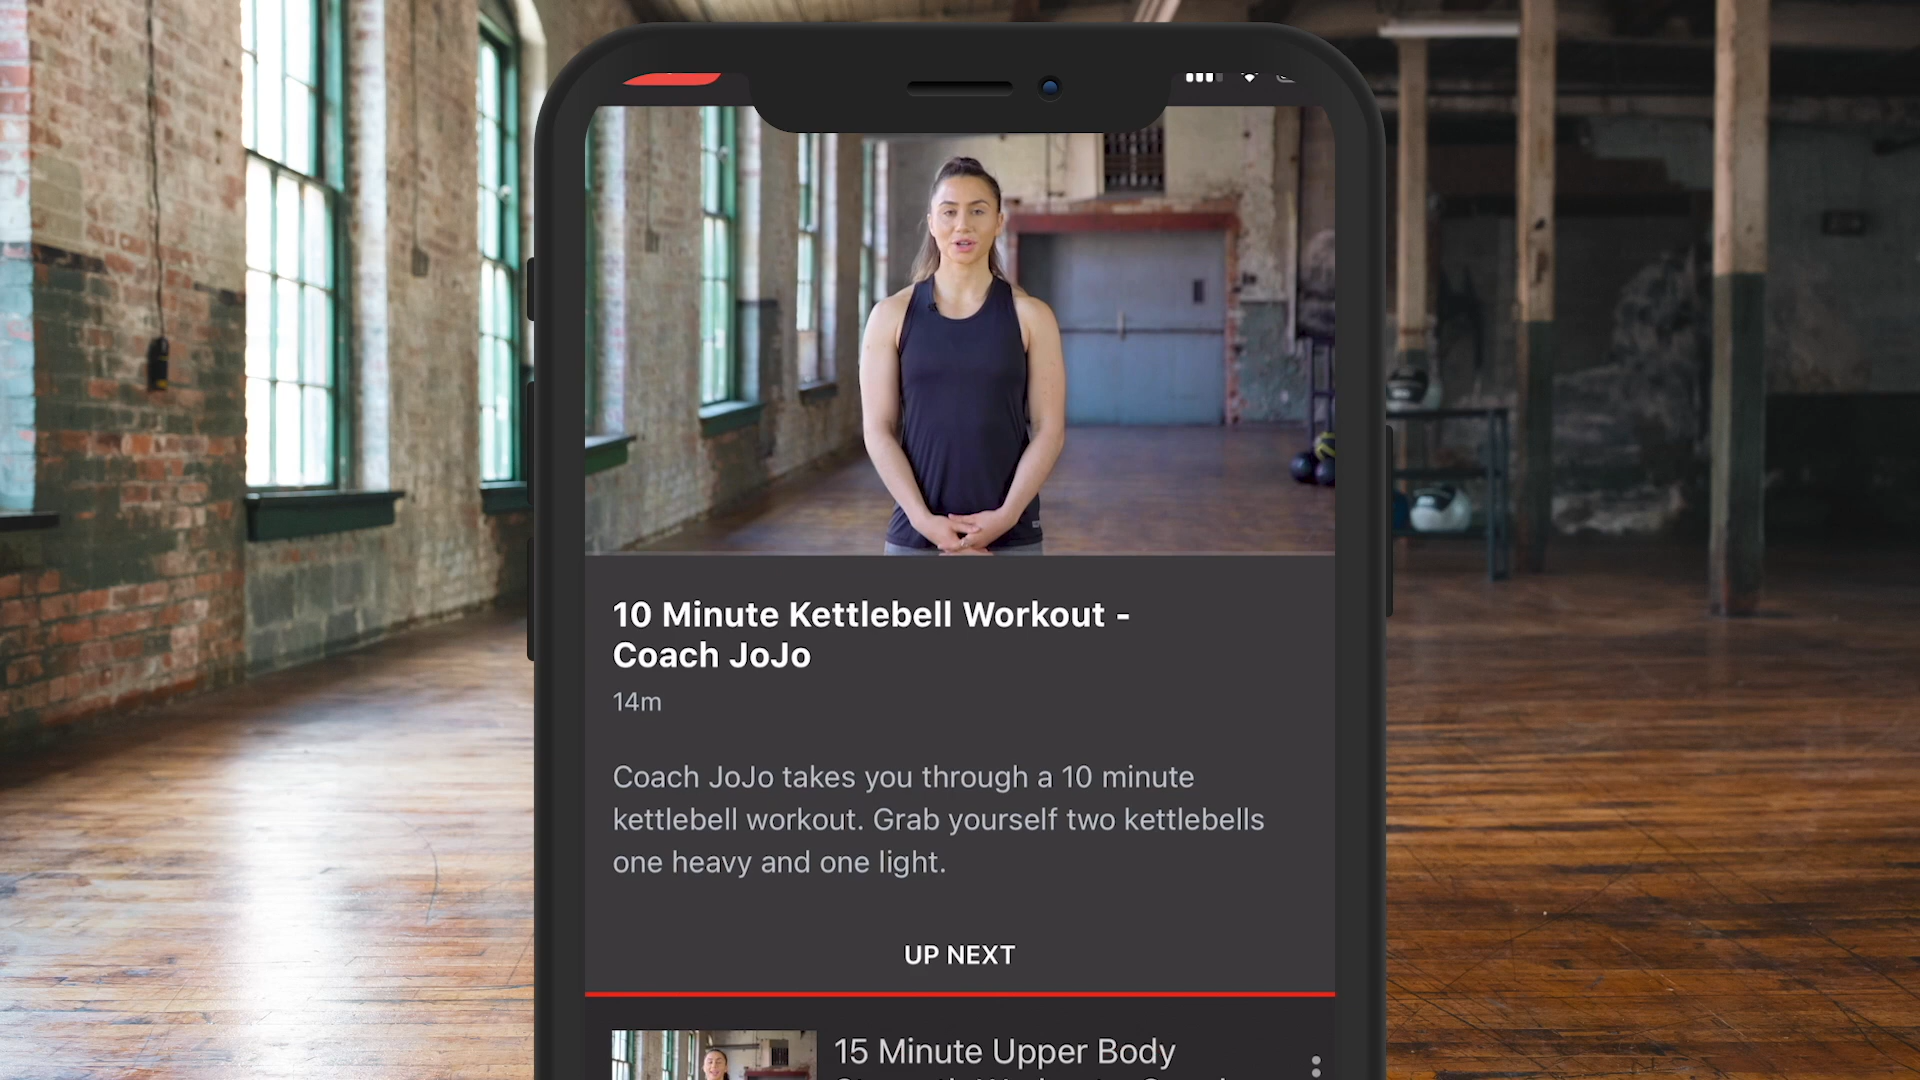 10 Minute Kettlebell Workout -
Coach JoJo
14m
Coach JoJo takes you through a 10 minute
kettlebell workout. Grab yourself two kettlebells
one heavy and one light.
UP NEXT
15 Minute Upper Body